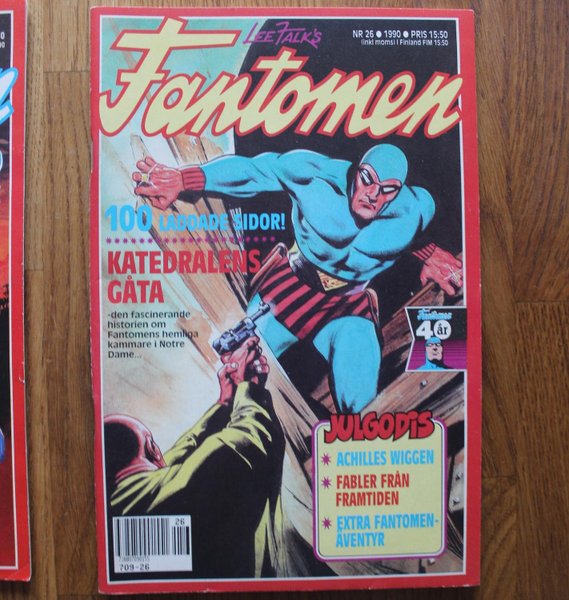 LEE FALK'S
NR 26 ● 1990 ● PRIS 15:50
(inkl moms) i Finland FIM 15:50
Fantomen
100 LADDADE SIDOR!
KATEDRALENS
GÅTA
-den fascinerande
historien om
Fantomens hemliga
kammare i Notre
Dame...
Fantomen
40 år
JULGODIS
* ACHILLES WIGGEN
* FABLER FRÅN
FRAMTIDEN
* EXTRA FANTOMEN-
ÄVENTYR
26
709-26